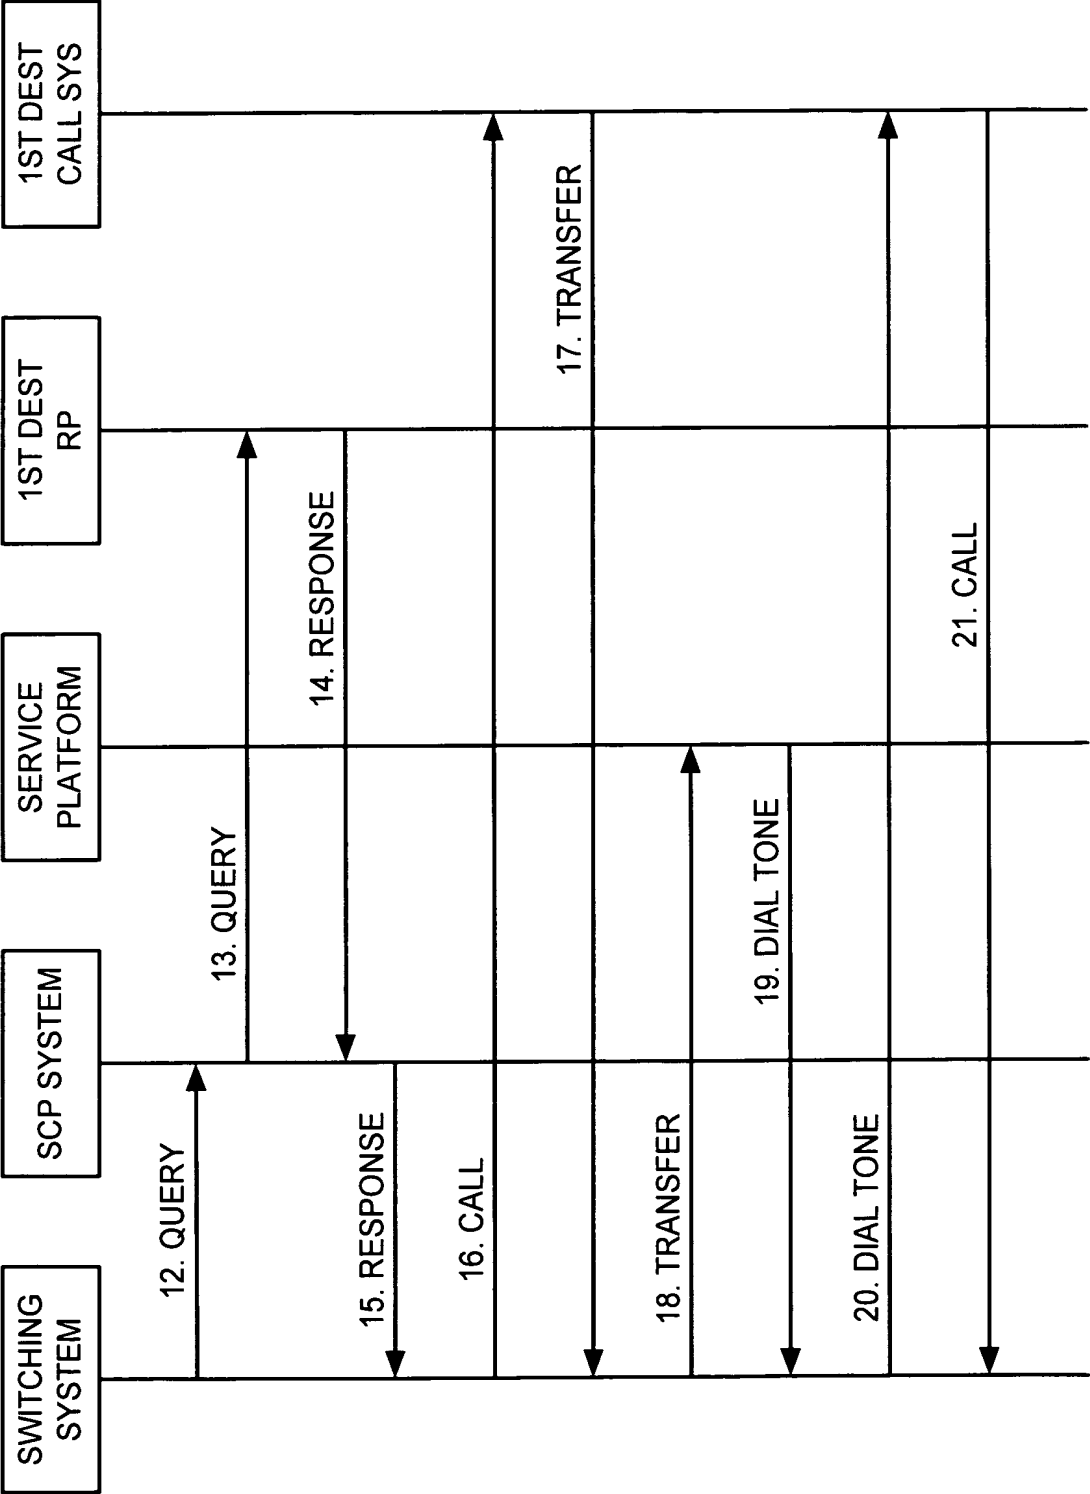 SWITCHING
SYSTEM
SCP SYSTEM
SERVICE
PLATFORM
1ST DEST
RP
1ST DEST
CALL SYS
12. QUERY
13. QUERY
14. RESPONSE
15. RESPONSE
16. CALL
17. TRANSFER
18. TRANSFER
19. DIAL TONE
20. DIAL TONE
21. CALL